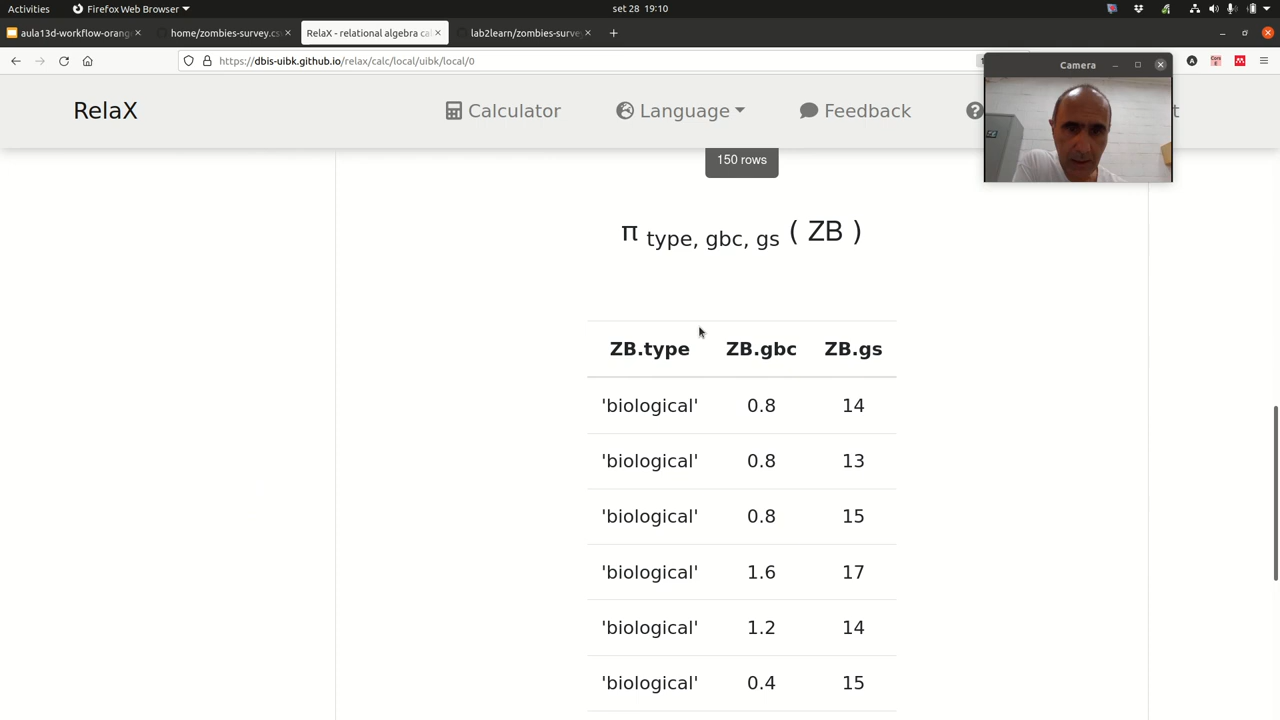 Activities Firefox Web Browser set 28 19:10
aula13d-workflow-orang home/zombies-survey.cs RelaX - relational algebra ca lab2learn/zombies-surve
https://dbis-uibk.github.io/relax/calc/local/uibk/local/0
Camera
RelaX Calculator Language Feedback
150 rows
π type, gbc, gs ( ZB )
ZB.type ZB.gbc ZB.gs
'biological' 0.8 14
'biological' 0.8 13
'biological' 0.8 15
'biological' 1.6 17
'biological' 1.2 14
'biological' 0.4 15